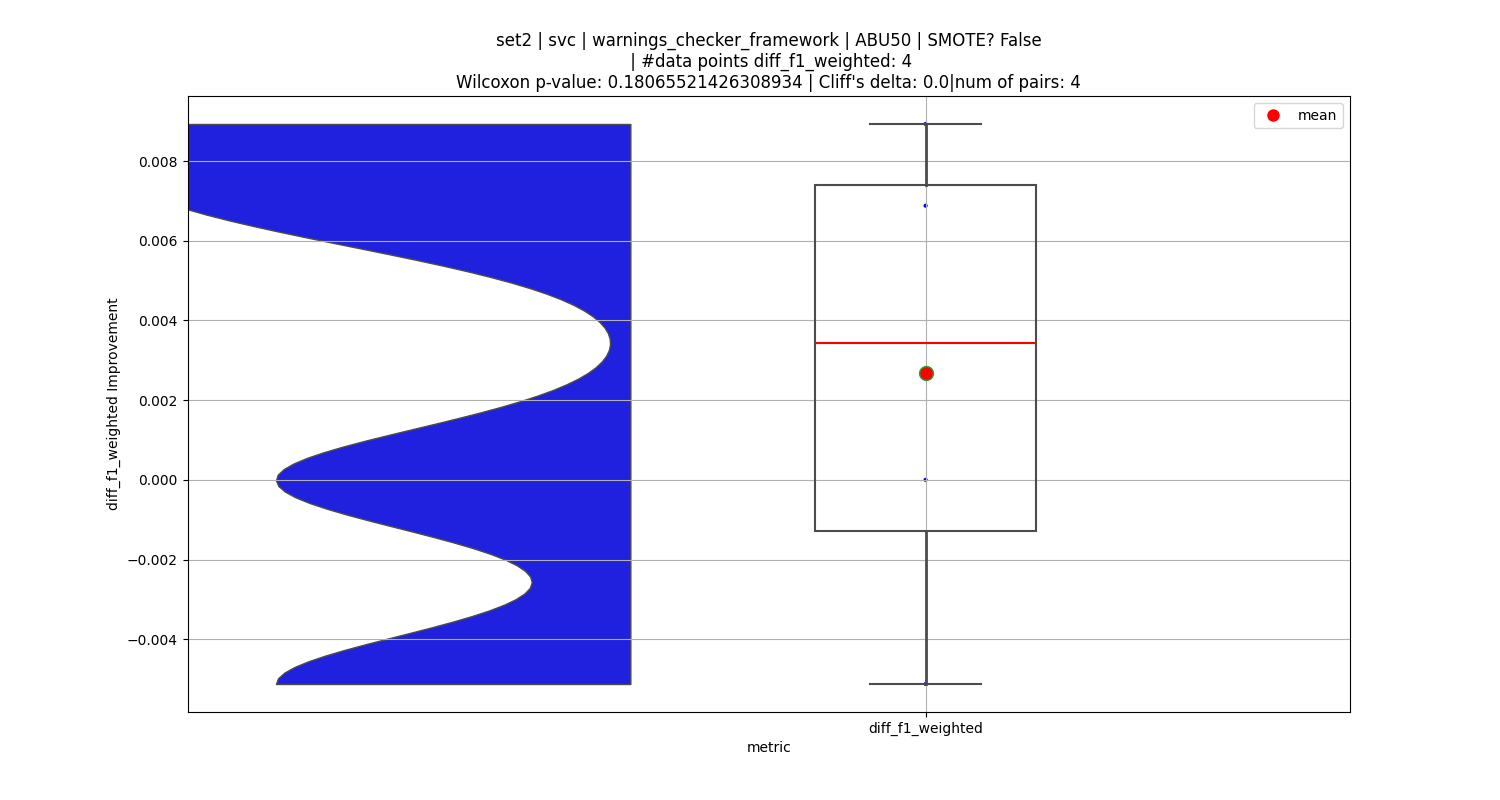 set2 | svc | warnings_checker_framework | ABU50 | SMOTE? False
| #data points diff_f1_weighted: 4
Wilcoxon p-value: 0.18065521426308934 | Cliff's delta: 0.0|num of pairs: 4
mean
0.008
0.006
0.004
0.002
0.000
−0.002
−0.004
diff_f1_weighted Improvement
diff_f1_weighted
metric